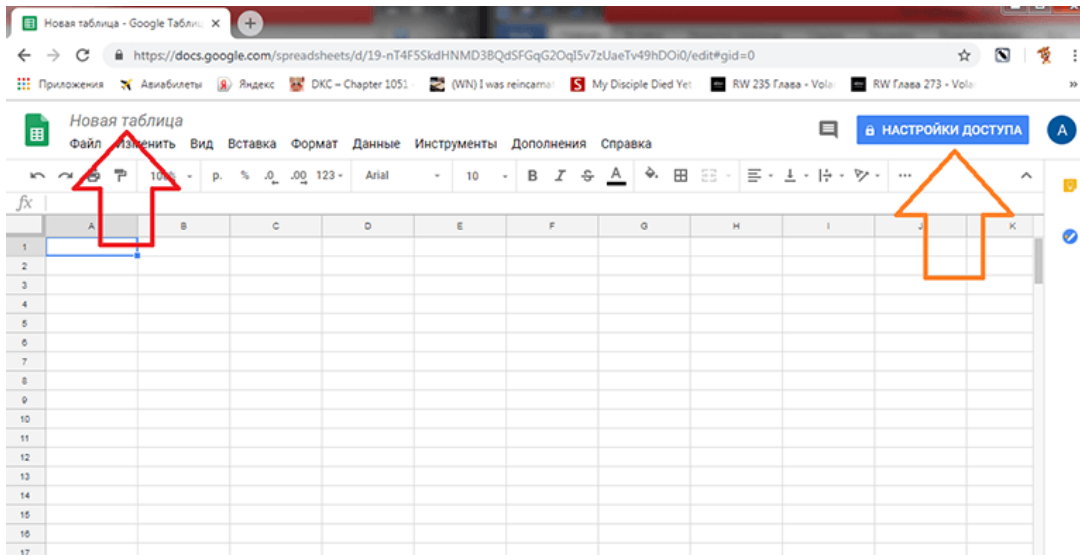 Новая таблица - Google Таблиц
https://docs.google.com/spreadsheets/d/19-nT4F5SkdHNMD3BQdSFGqG2OqI5v7zUaeTv49hDOi0/edit#gid=0
Приложения Авиабилеты Яндекс DKC – Chapter 1051 - (WN) I was reincarnat My Disciple Died Yet RW 235 Глава - Vola RW Глава 273 - Vola »
Новая таблица
НАСТРОЙКИ ДОСТУПА A
Файл Изменить Вид Вставка Формат Данные Инструменты Дополнения Справка
100% р. % .0 .00 123 Arial 10 B I S A ...
fx
A B C D E F G H I J K
1
2
3
4
5
6
7
8
9
10
11
12
13
14
15
16
17